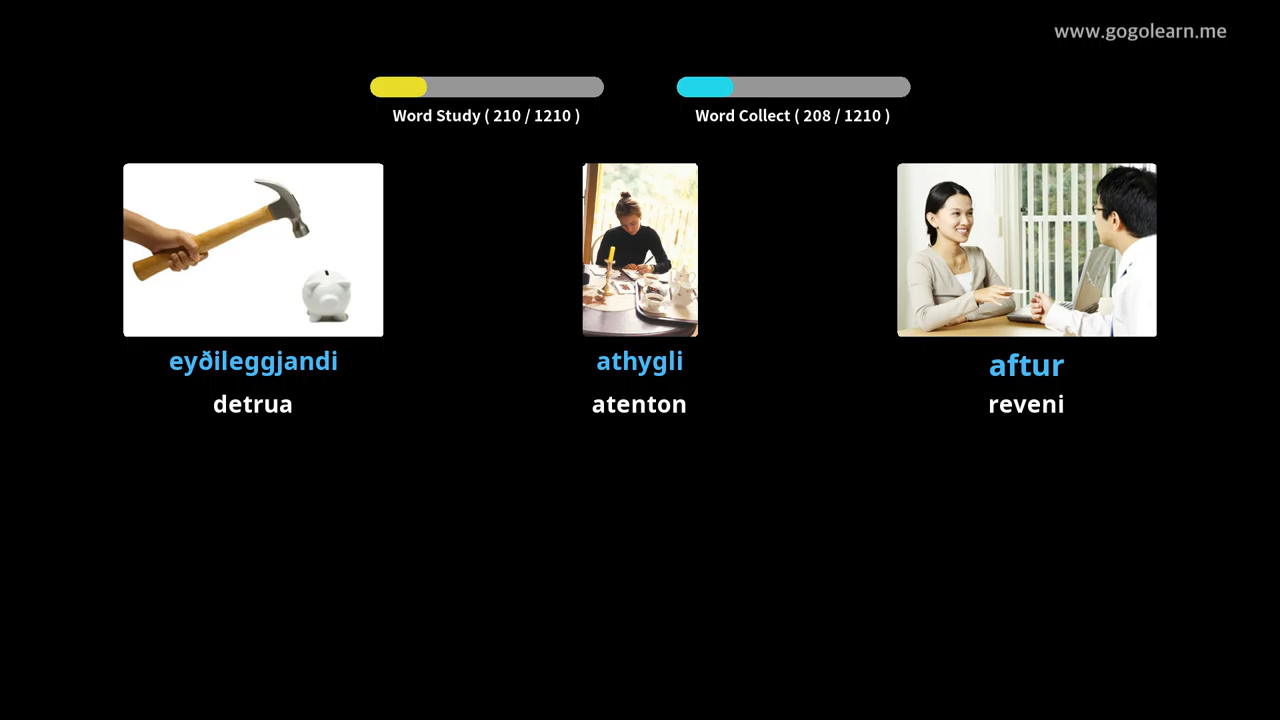 www.gogolearn.me
Word Study ( 210 / 1210 )
Word Collect ( 208 / 1210 )
eyðileggjandi
detrua
athygli
atenton
aftur
reveni